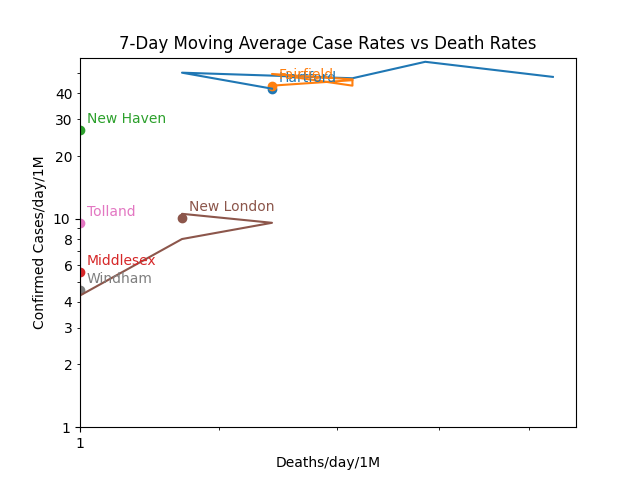 7-Day Moving Average Case Rates vs Death Rates
Confirmed Cases/day/1M
40
30
20
10
8
6
4
3
2
1
1
Deaths/day/1M
Fairfield
Hartford
New Haven
Tolland
New London
Middlesex
Windham